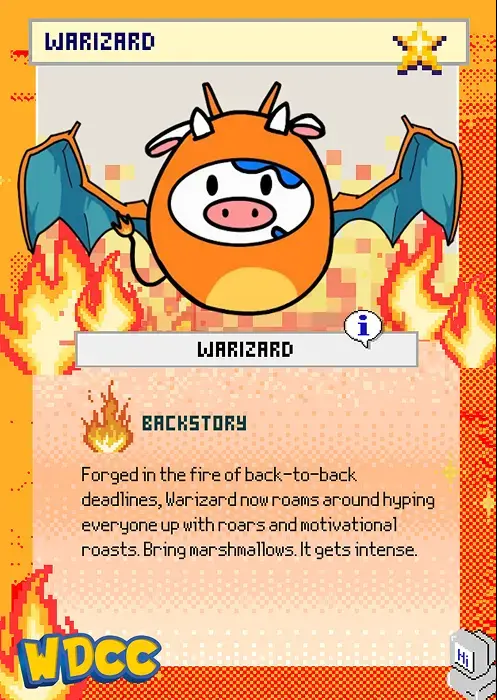 WARIZARD
i
WARIZARD
BACKSTORY
Forged in the fire of back-to-back
deadlines, Warizard now roams around hyping
everyone up with roars and motivational
roasts. Bring marshmallows. It gets intense.
WDCC
Hi